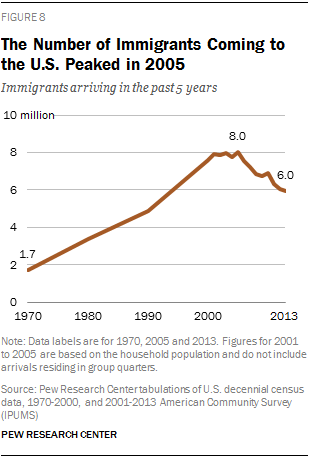 FIGURE 8
The Number of Immigrants Coming to
the U.S. Peaked in 2005
Immigrants arriving in the past 5 years
10 million
8.0
8
6.0
6
4
1.7
2
0
1970 1980 1990 2000 2013
Note: Data labels are for 1970, 2005 and 2013. Figures for 2001
to 2005 are based on the household population and do not include
arrivals residing in group quarters.
Source: Pew Research Center tabulations of U.S. decennial census
data, 1970-2000, and 2001-2013 American Community Survey
(IPUMS)
PEW RESEARCH CENTER